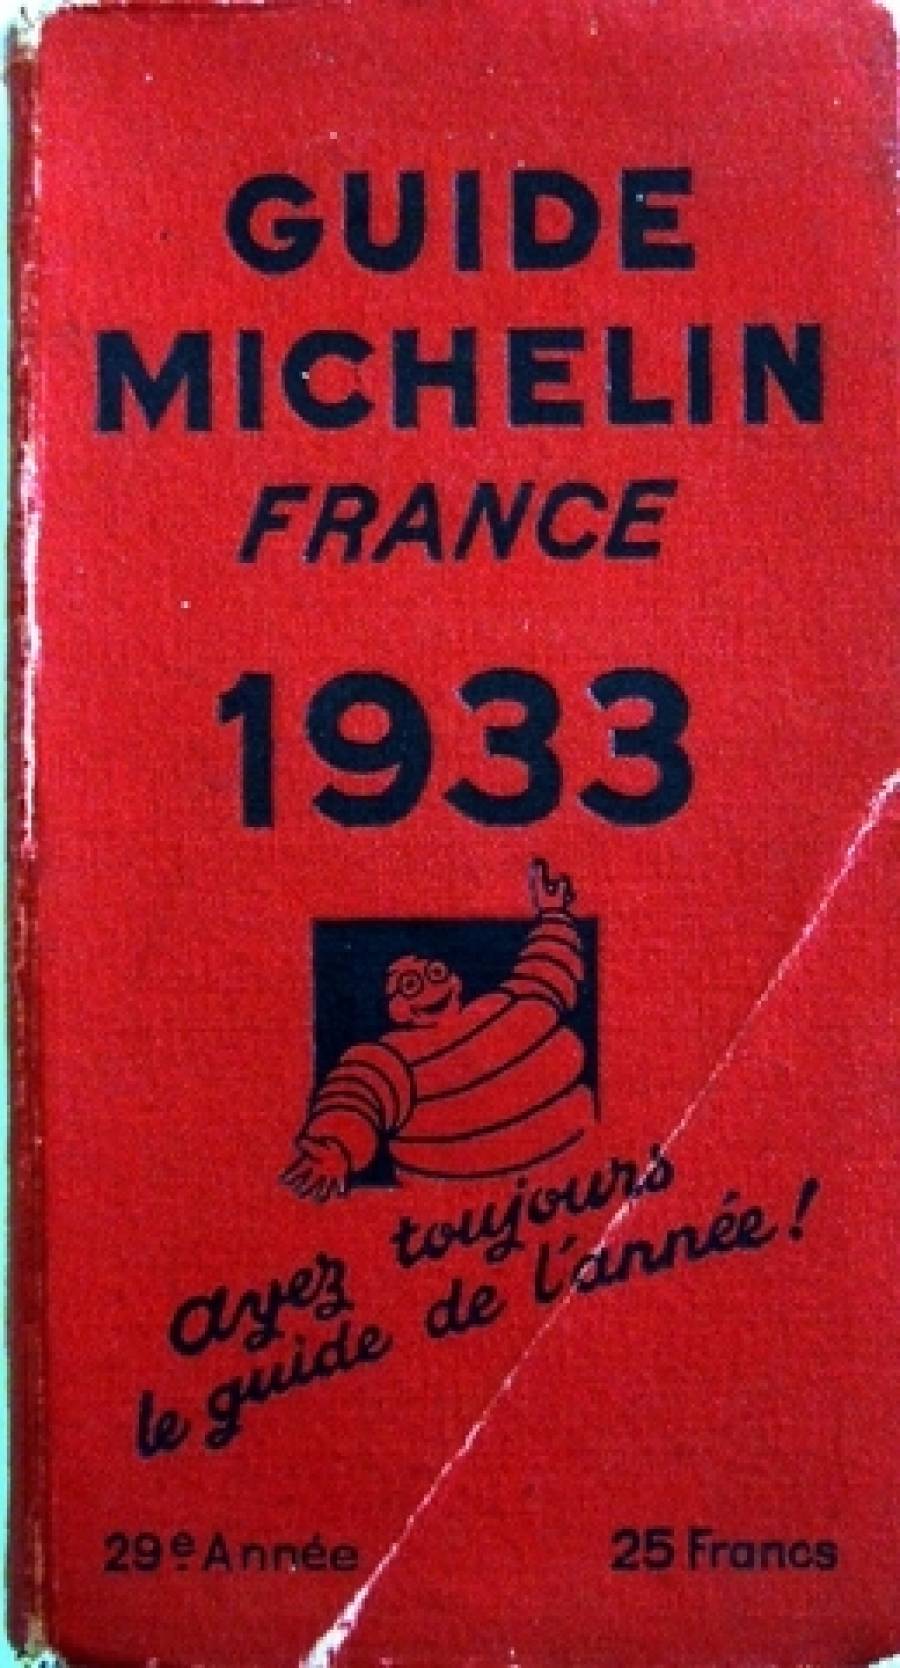 GUIDE
MICHELIN
FRANCE
1933
Ayez toujours
le guide de l'année !
29e Année
25 Francs